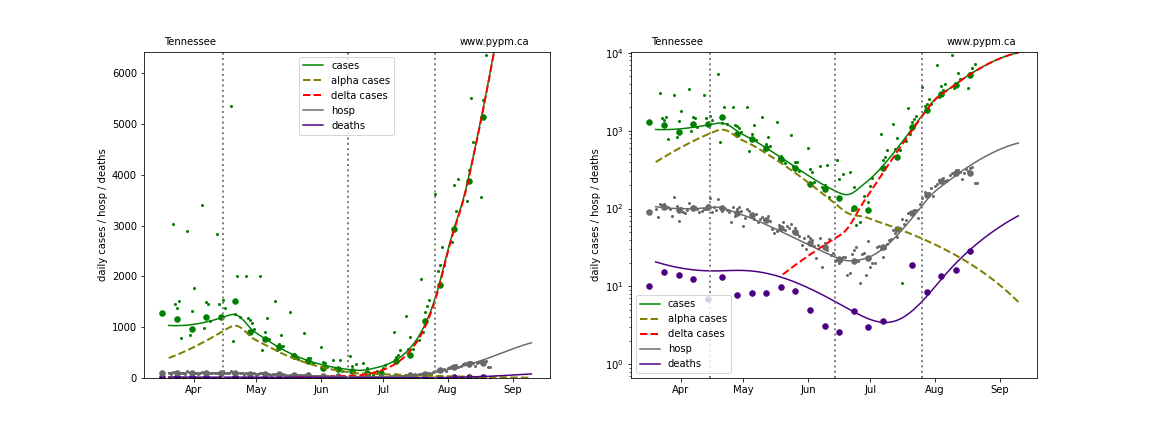 Tennessee
www.pypm.ca
daily cases / hosp / deaths
6000
5000
4000
3000
2000
1000
0
cases
alpha cases
delta cases
hosp
deaths
Apr
May
Jun
Jul
Aug
Sep
Tennessee
www.pypm.ca
daily cases / hosp / deaths
10⁴
10³
10²
10¹
10⁰
cases
alpha cases
delta cases
hosp
deaths
Apr
May
Jun
Jul
Aug
Sep